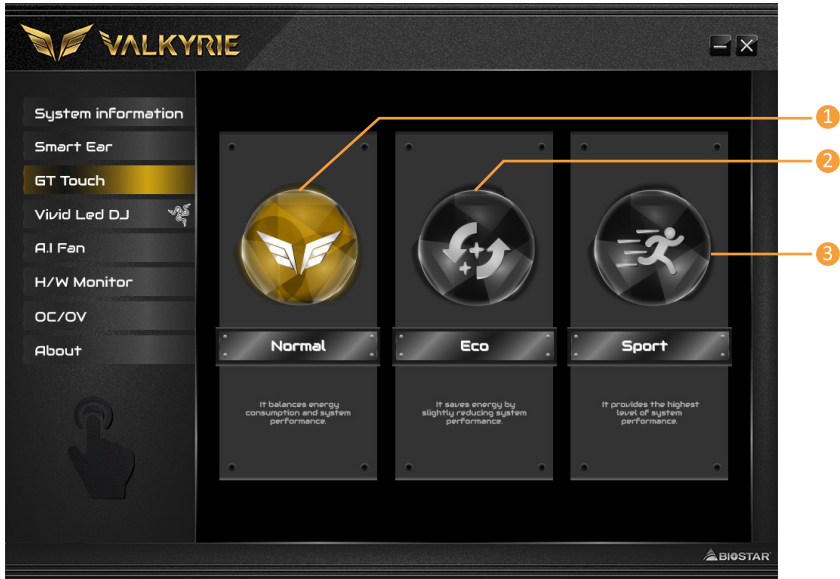 VALKYRIE
System information
Smart Ear
GT Touch
Vivid Led DJ
A.I Fan
H/W Monitor
OC/OV
About
1
2
3
Normal
It balances energy
consumption and system
performance.
Eco
It saves energy by
slightly reducing system
performance.
Sport
It provides the highest
level of system
performance.
BIOSTAR